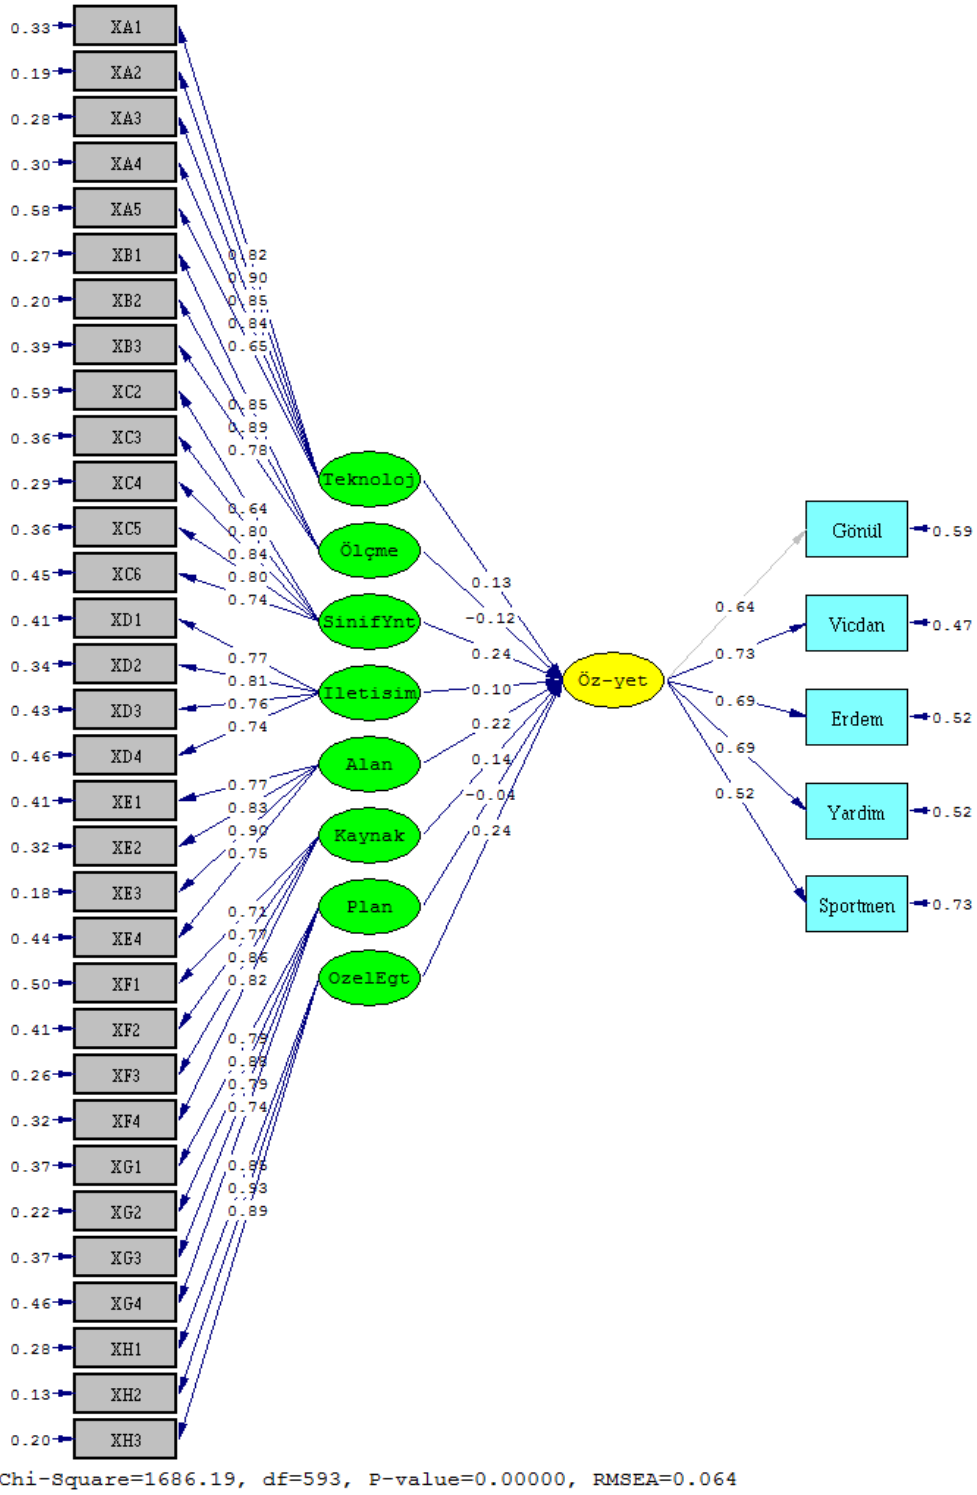 0.33 XA1
0.19 XA2
0.28 XA3
0.30 XA4
0.58 XA5
0.27 XB1
0.20 XB2
0.39 XB3
0.59 XC2
0.36 XC3
0.29 XC4
0.36 XC5
0.45 XC6
0.41 XD1
0.34 XD2
0.43 XD3
0.46 XD4
0.41 XE1
0.32 XE2
0.18 XE3
0.44 XE4
0.50 XF1
0.41 XF2
0.26 XF3
0.32 XF4
0.37 XG1
0.22 XG2
0.37 XG3
0.46 XG4
0.28 XH1
0.13 XH2
0.20 XH3
0.82
0.90
0.85
0.84
0.65
0.85
0.89
0.78
0.64
0.80
0.84
0.80
0.74
0.77
0.81
0.76
0.74
0.77
0.83
0.90
0.75
0.71
0.77
0.86
0.82
0.79
0.88
0.79
0.74
0.85
0.93
0.89
Teknoloj
Ölçme
SinifYnt
Iletisim
Alan
Kaynak
Plan
OzelEgt
0.13
-0.12
0.24
0.10
0.22
0.14
-0.04
0.24
Öz-yet
0.64
0.73
0.69
0.69
0.52
Gönül 0.59
Vicdan 0.47
Erdem 0.52
Yardim 0.52
Sportmen 0.73
Chi-Square=1686.19, df=593, P-value=0.00000, RMSEA=0.064